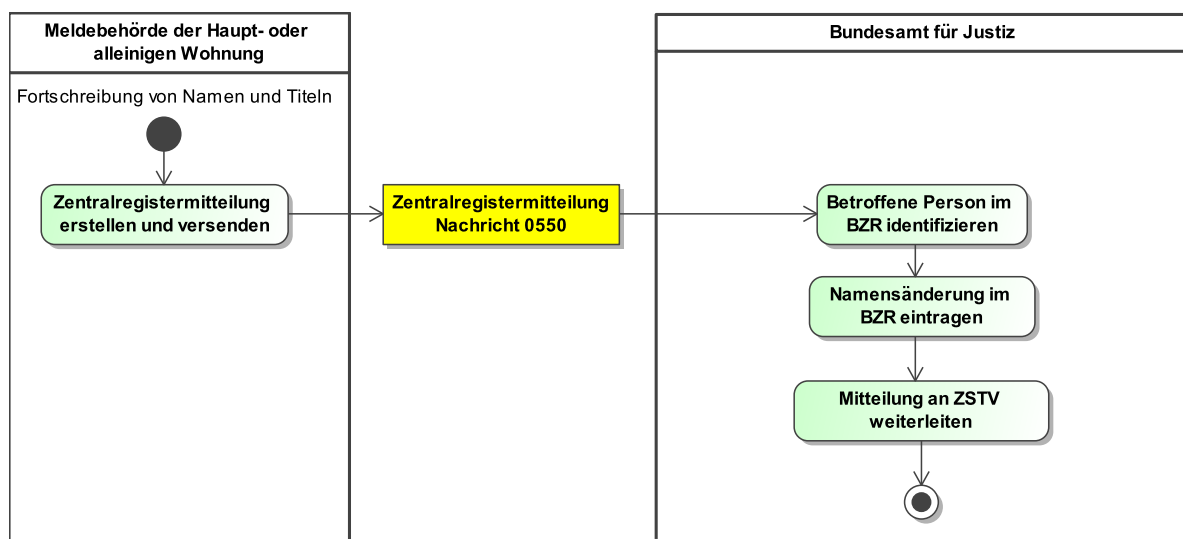 Meldebehörde der Haupt- oder
alleinigen Wohnung
Bundesamt für Justiz
Fortschreibung von Namen und Titeln
Zentralregistermitteilung
erstellen und versenden
Zentralregistermitteilung
Nachricht 0550
Betroffene Person im
BZR identifizieren
Namensänderung im
BZR eintragen
Mitteilung an ZSTV
weiterleiten